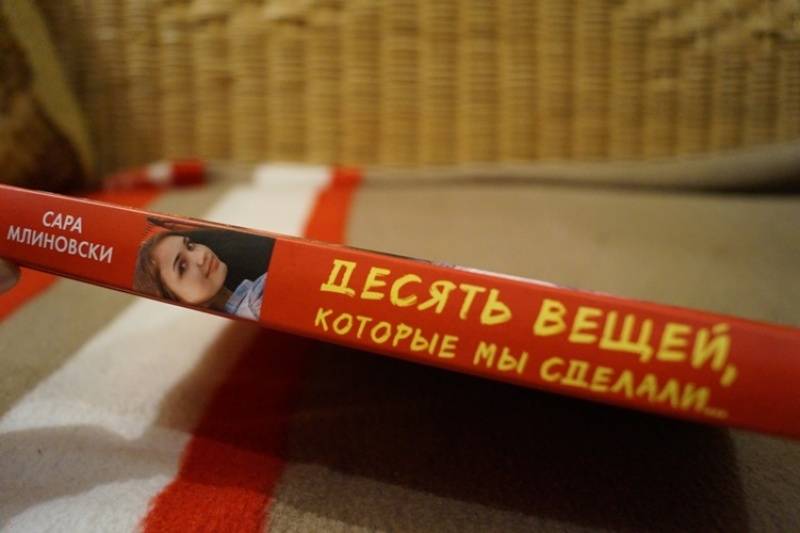 САРА
МЛИНОВСКИ
ДЕСЯТЬ ВЕЩЕЙ,
КОТОРЫЕ МЫ СДЕЛАЛИ...